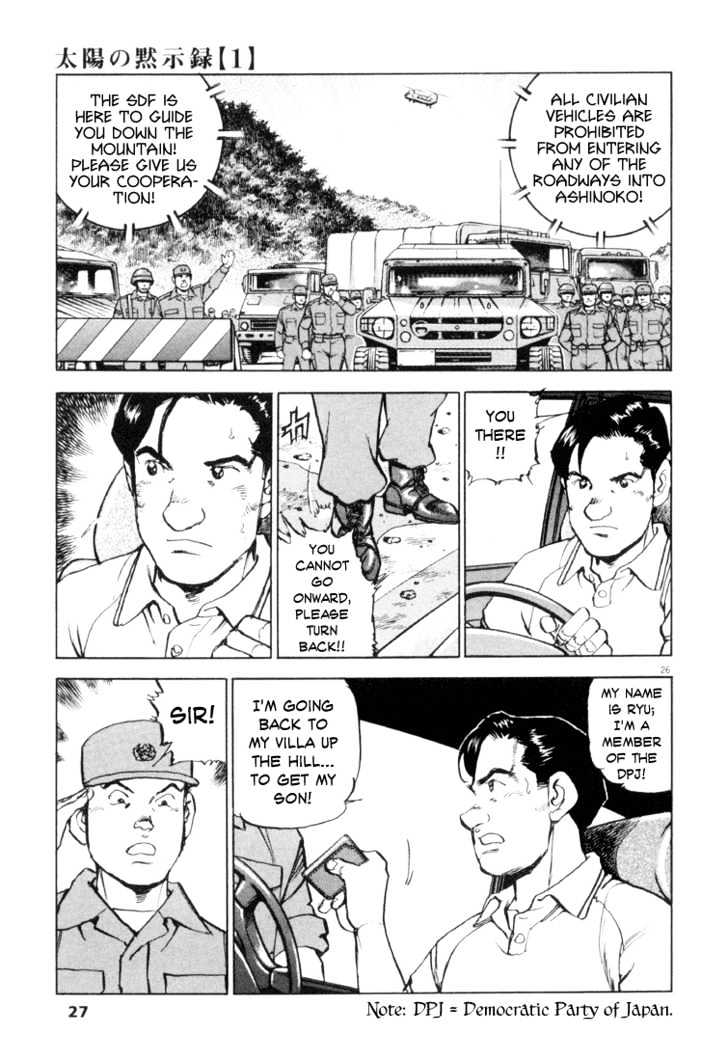 太陽の黙示録【1】
THE SDF IS
HERE TO GUIDE
YOU DOWN THE
MOUNTAIN!
PLEASE GIVE US
YOUR COOPERA-
TION!
ALL CIVILIAN
VEHICLES ARE
PROHIBITED
FROM ENTERING
ANY OF THE
ROADWAYS INTO
ASHINOKO!
YOU
THERE
!!
カッ
YOU
CANNOT
GO
ONWARD,
PLEASE
TURN
BACK!!
26
MY NAME
IS RYU;
I'M A
MEMBER
OF THE
DPJ!
I'M GOING
BACK TO
MY VILLA UP
THE HILL...
TO GET MY
SON!
SIR!
27
Note: DPJ = Democratic Party of Japan.